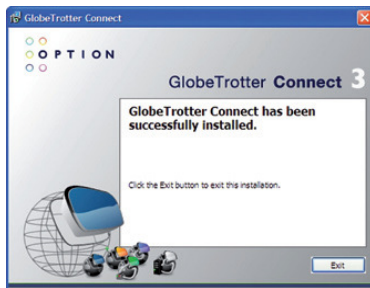 GlobeTrotter Connect
OPTION
GlobeTrotter Connect 3
GlobeTrotter Connect has been
successfully installed.
Click the Exit button to exit this installation.
Exit